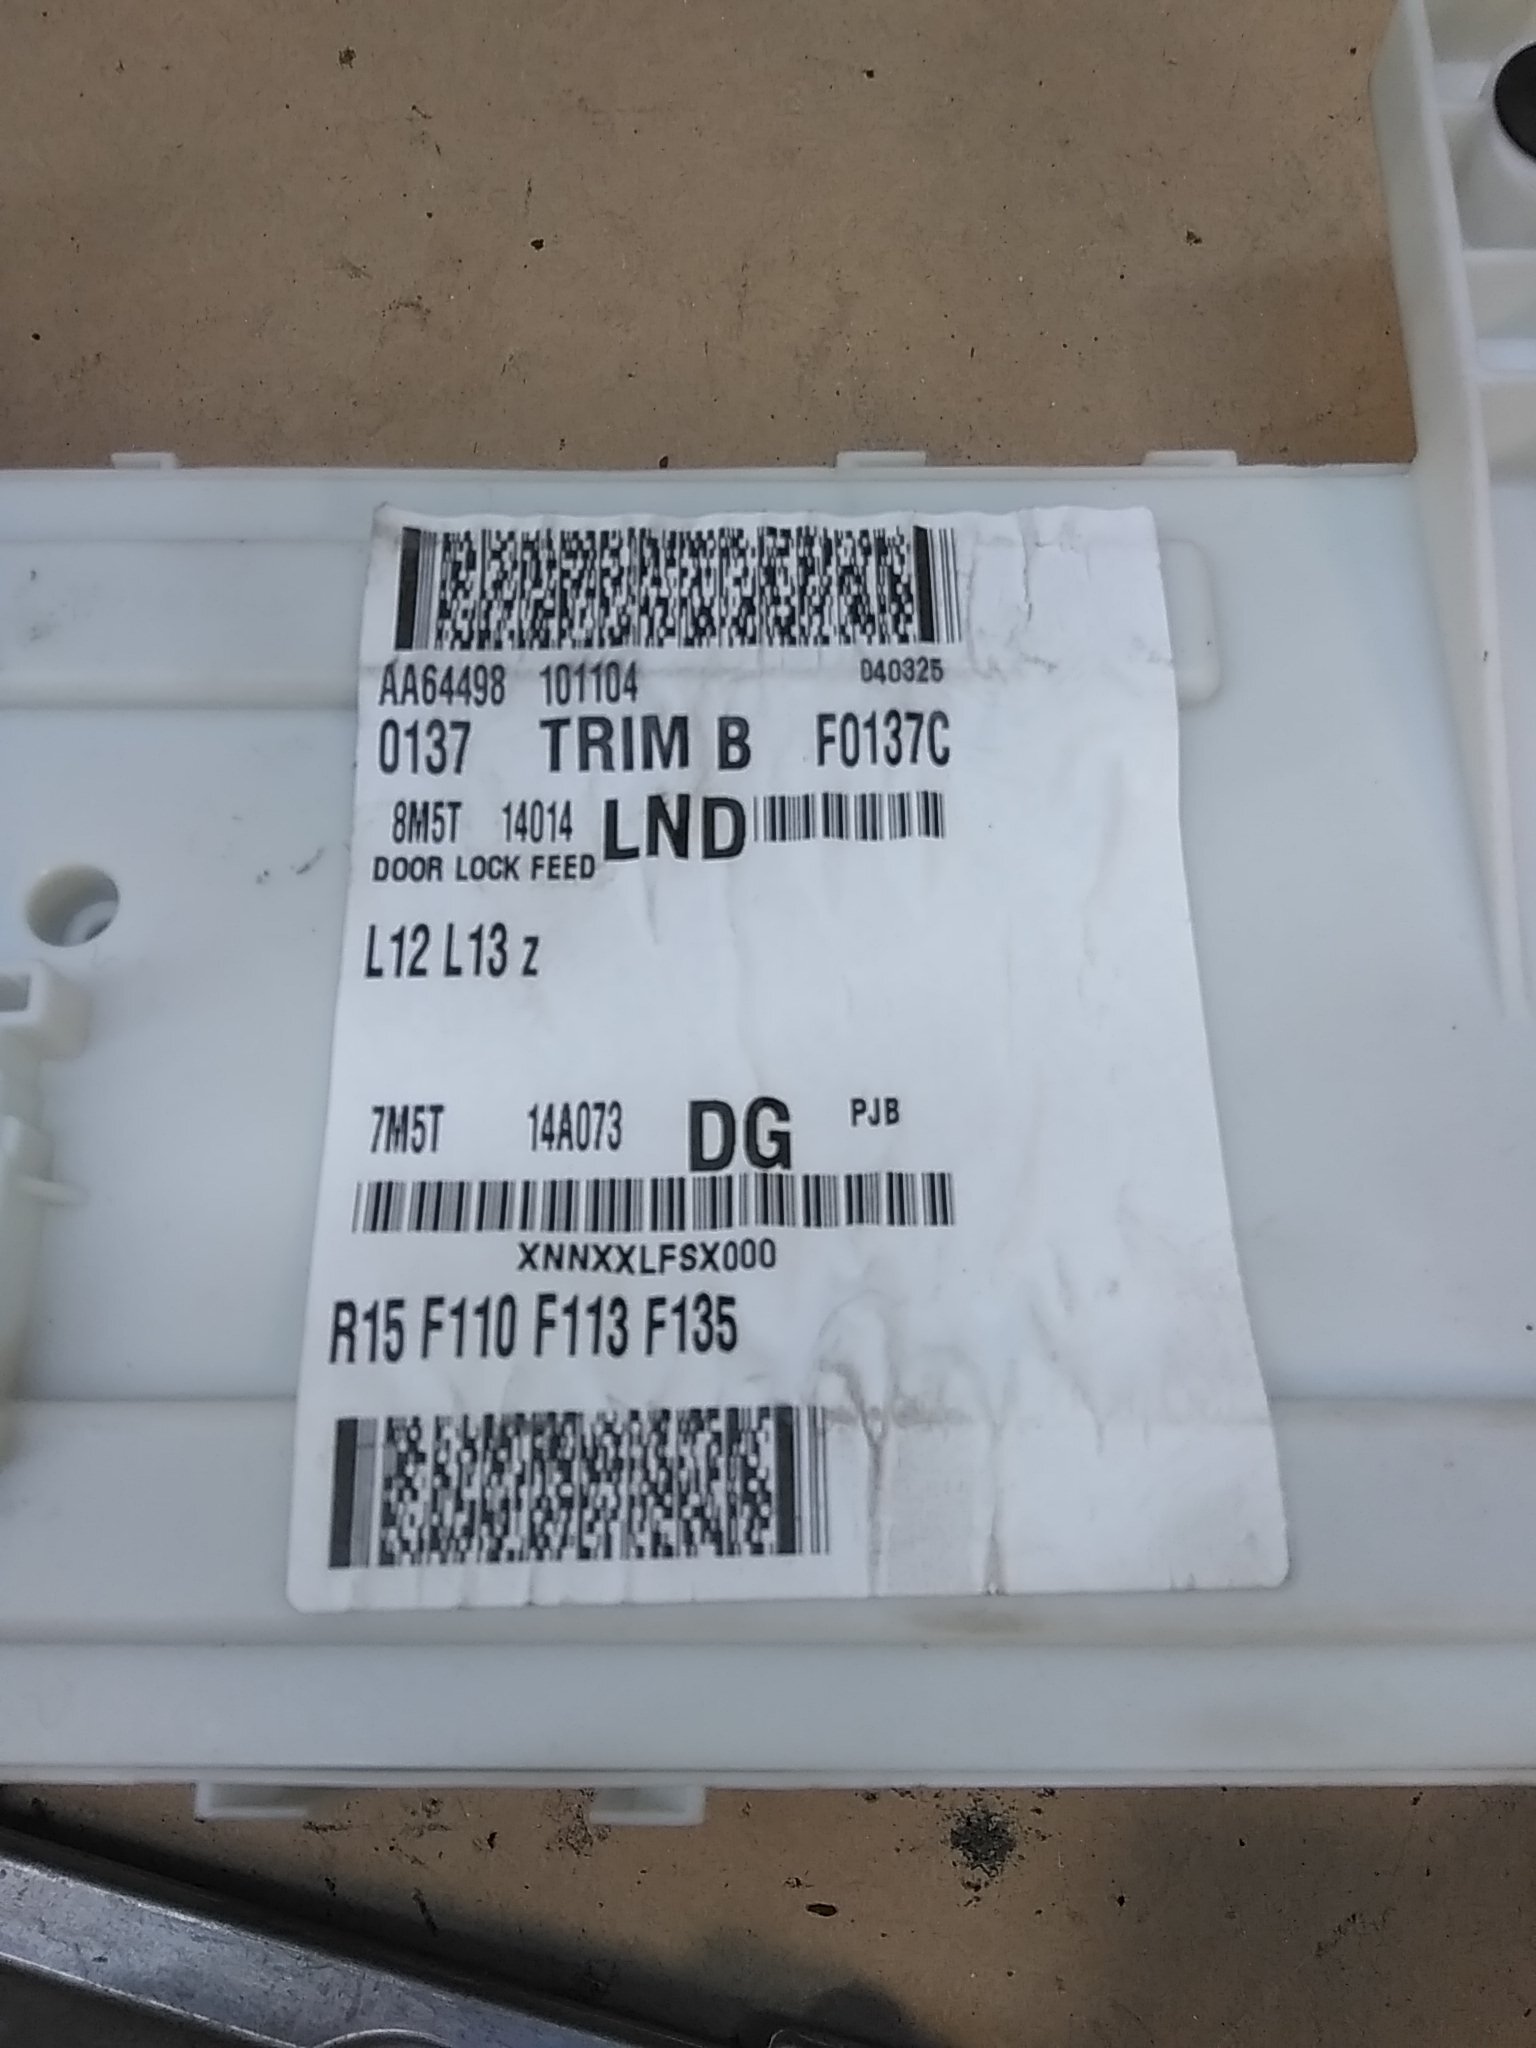 AA64498 101104 040325
0137 TRIM B F0137C
8M5T 14014 LND
DOOR LOCK FEED
L12 L13 z
7M5T 14A073 DG PJB
XNNXXLFSX000
R15 F110 F113 F135